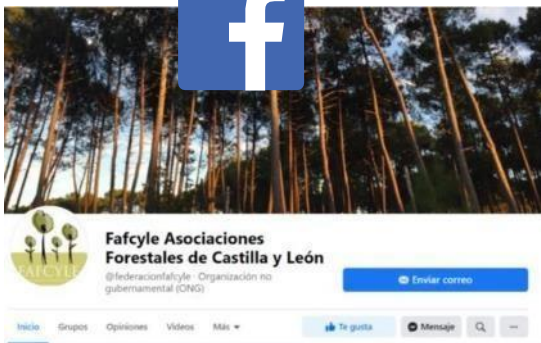 f
FAFCYLE
Fafcyle Asociaciones
Forestales de Castilla y León
@federacionfafcyle · Organización no
gubernamental (ONG)
Enviar correo
Inicio Grupos Opiniones Videos Más
Te gusta Mensaje